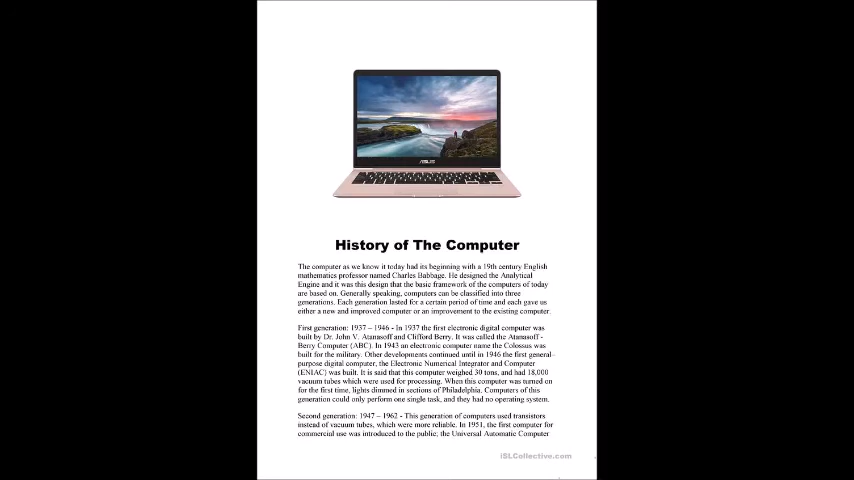 ASUS
History of The Computer
The computer as we know it today had its beginning with a 19th century English
mathematics professor named Charles Babbage. He designed the Analytical
Engine and it was this design that the basic framework of the computers of today
are based on. Generally speaking, computers can be classified into three
generations. Each generation lasted for a certain period of time and each gave us
either a new and improved computer or an improvement to the existing computer.
First generation: 1937 – 1946 - In 1937 the first electronic digital computer was
built by Dr. John V. Atanasoff and Clifford Berry. It was called the Atanasoff-
Berry Computer (ABC). In 1943 an electronic computer name the Colossus was
built for the military. Other developments continued until in 1946 the first general-
purpose digital computer, the Electronic Numerical Integrator and Computer
(ENIAC) was built. It is said that this computer weighed 30 tons, and had 18,000
vacuum tubes which were used for processing. When this computer was turned on
for the first time, lights dimmed in sections of Philadelphia. Computers of this
generation could only perform one single task, and they had no operating system.
Second generation: 1947 – 1962 - This generation of computers used transistors
instead of vacuum tubes, which were more reliable. In 1951, the first computer for
commercial use was introduced to the public; the Universal Automatic Computer
iSLCollective.com